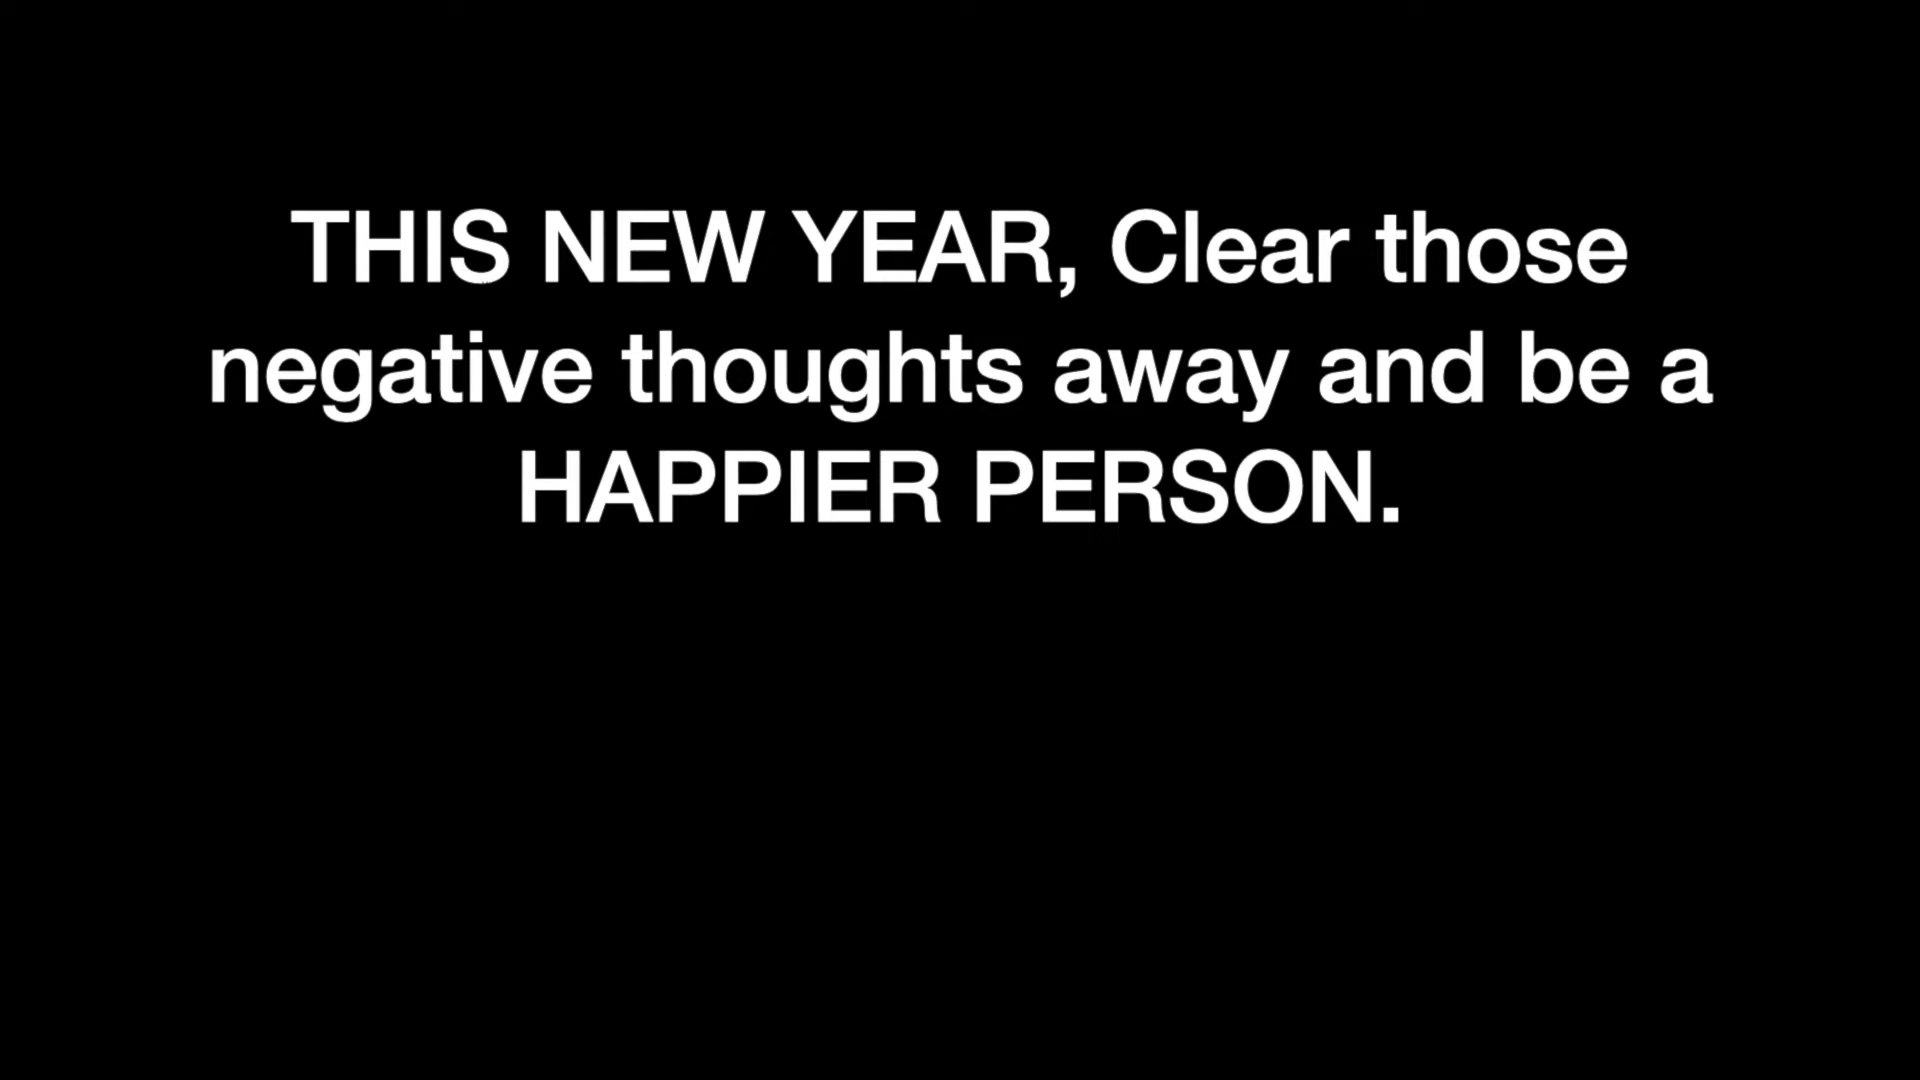 THIS NEW YEAR, Clear those
negative thoughts away and be a
HAPPIER PERSON.